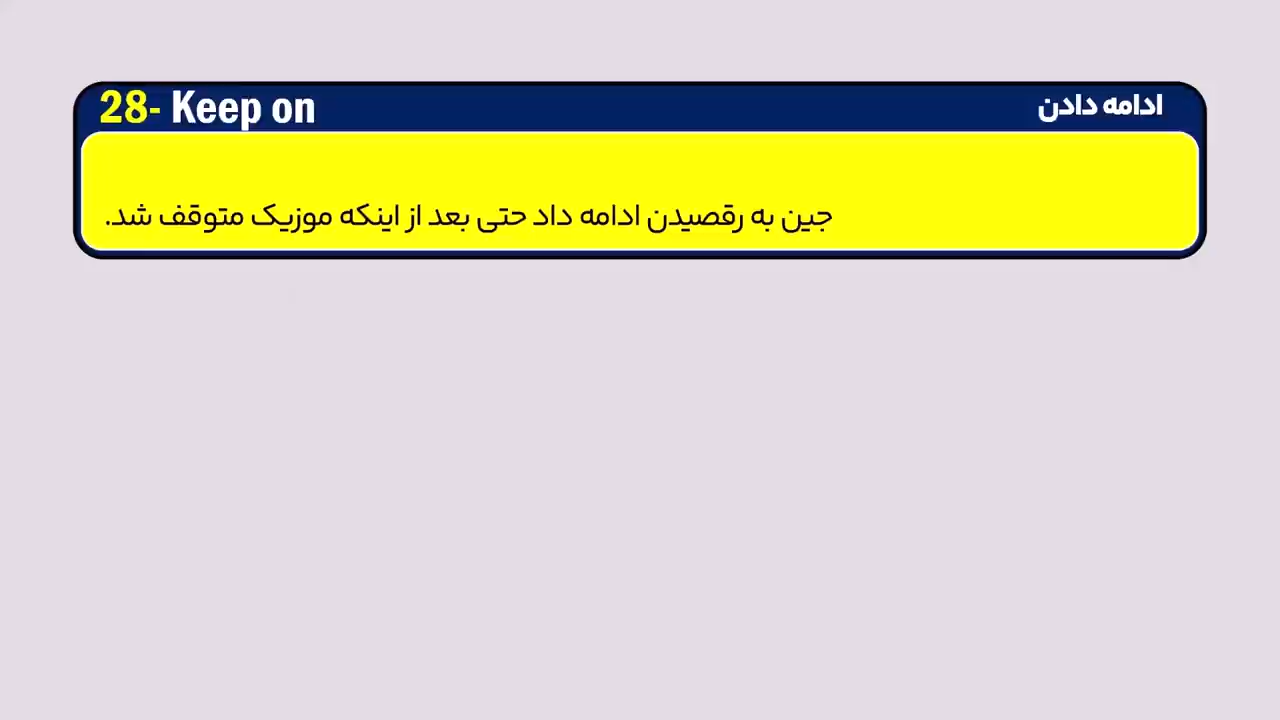 28- Keep on
ادامه دادن
جین به رقصیدن ادامه داد حتی بعد از اینکه موزیک متوقف شد.